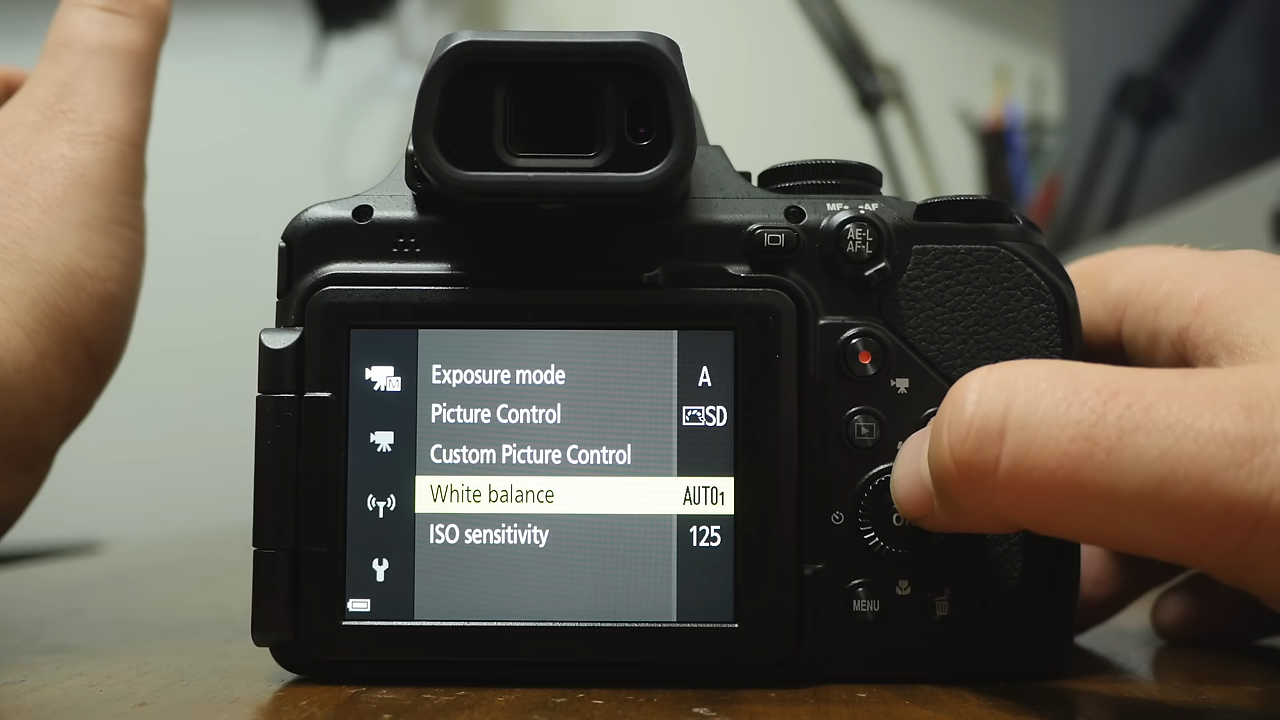 MF AF
AE-L
AF-L
Exposure mode A
Picture Control SD
Custom Picture Control
White balance AUTO1
ISO sensitivity 125
M
MENU